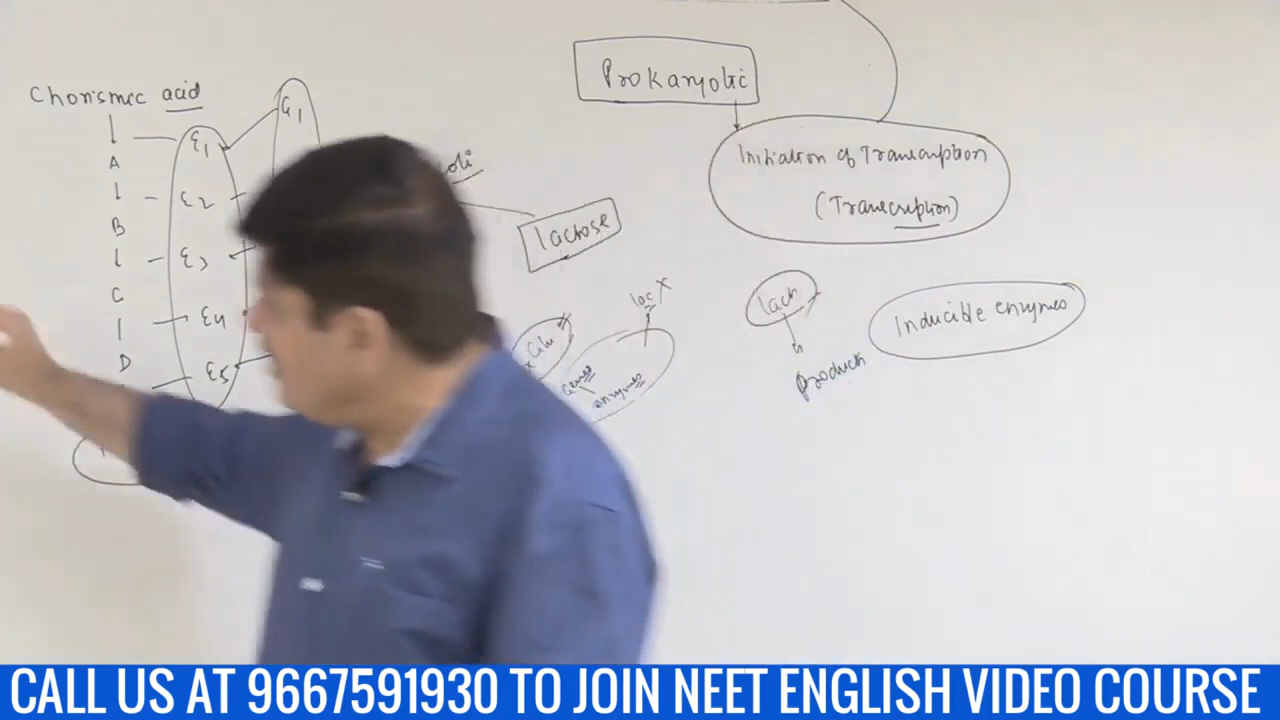 Chorismic acid
A
B
C
D
E1
E2
E3
E4
E5
G1
lactose
Prokaryotic
Initiation of Transcription
(Transcription)
lac
Genes
enzymes
products
Inducible enzymes
CALL US AT 9667591930 TO JOIN NEET ENGLISH VIDEO COURSE